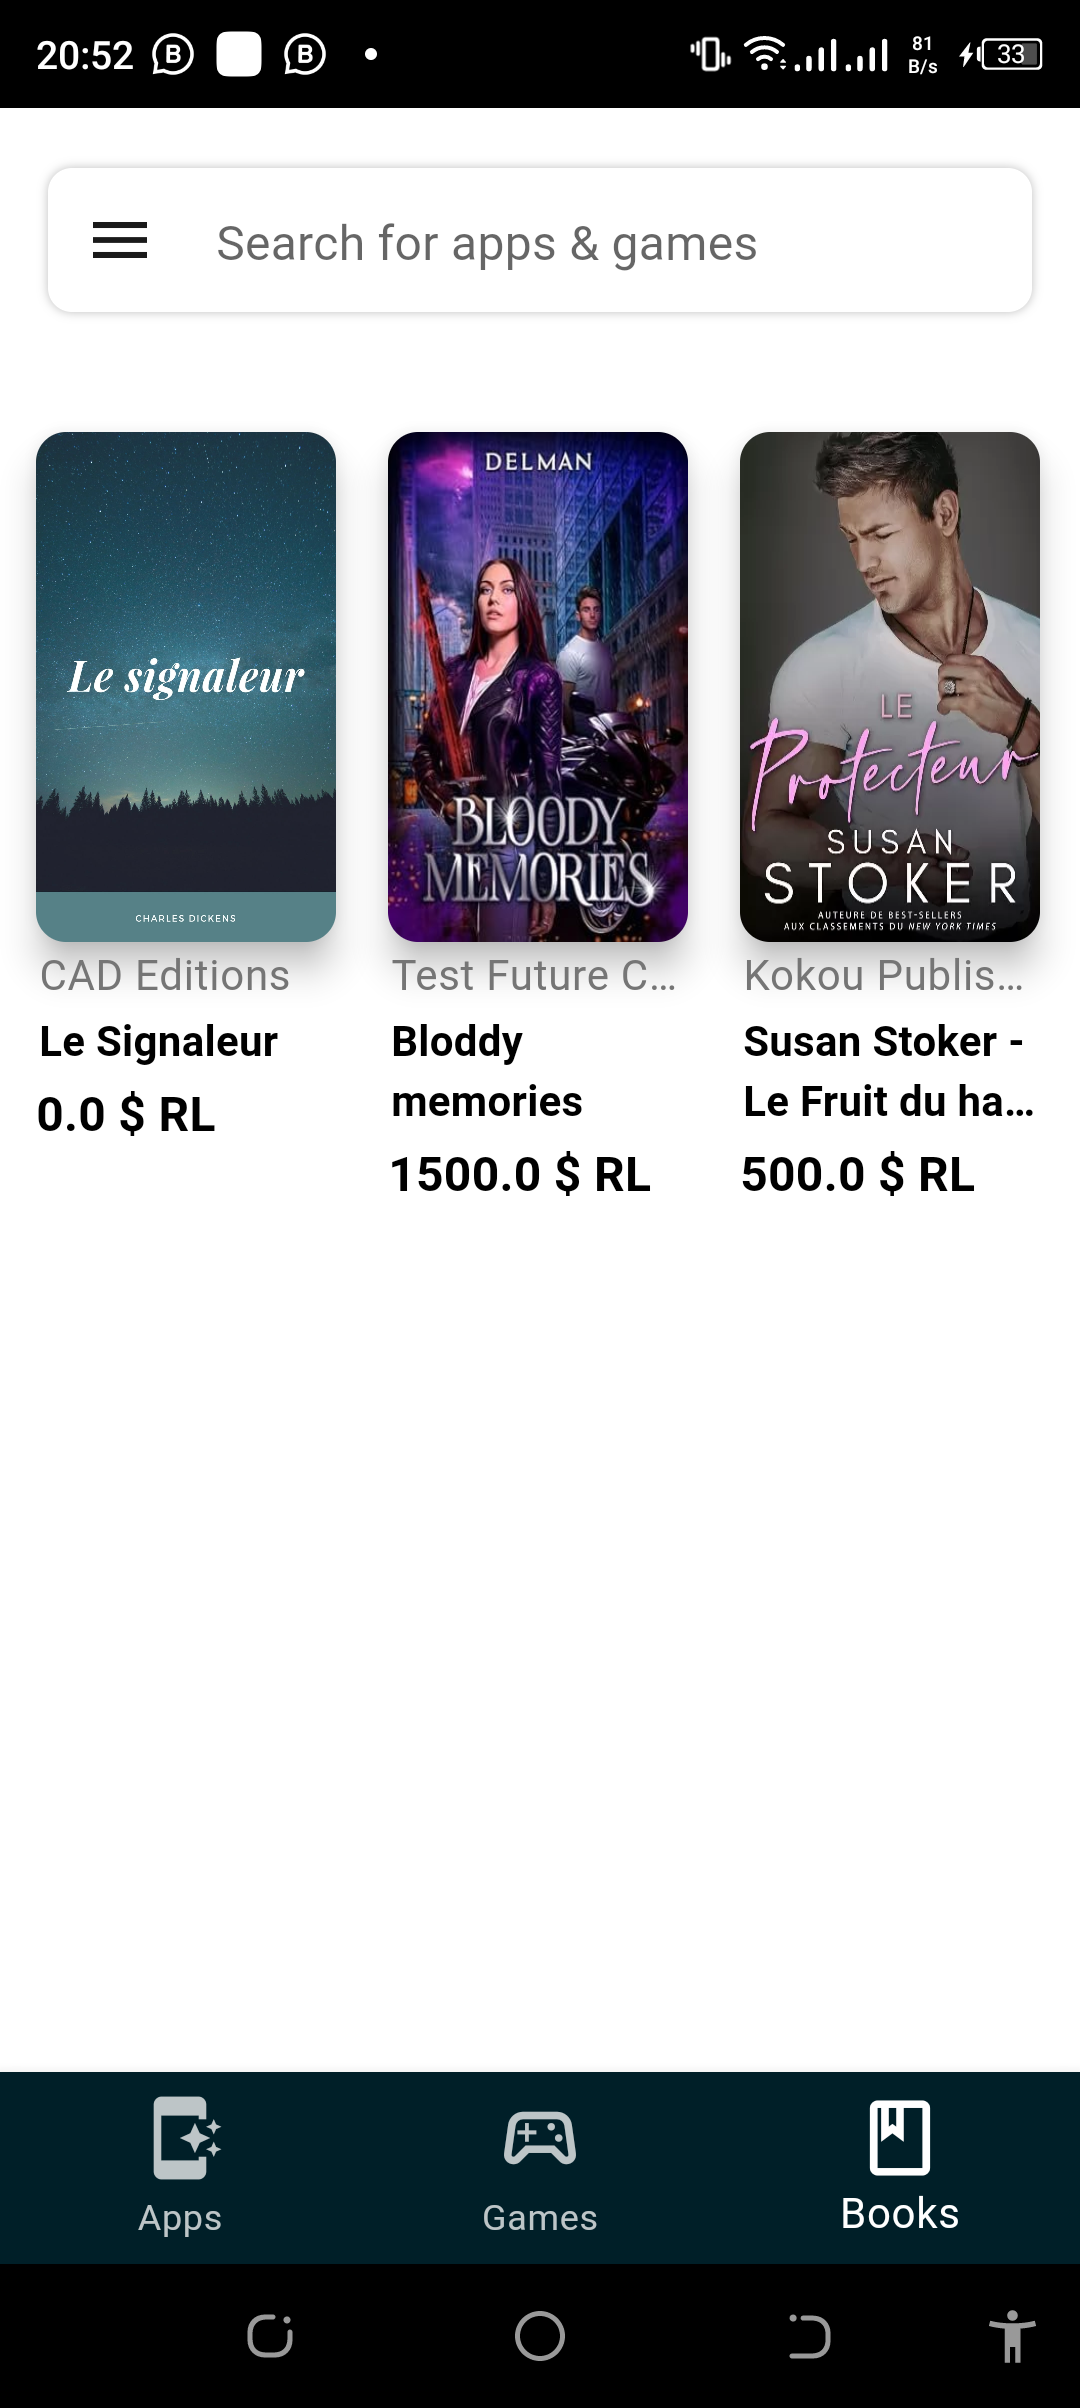 20:52
81
B/s
33
Search for apps & games
Le signaleur
CHARLES DICKENS
DELMAN
BLOODY
MEMORIES
LE
Protecteur
SUSAN
STOKER
AUTEURE DE BEST-SELLERS
AUX CLASSEMENTS DU NEW YORK TIMES
CAD Editions
Le Signaleur
0.0 $ RL
Test Future C...
Bloddy
memories
1500.0 $ RL
Kokou Publis...
Susan Stoker -
Le Fruit du ha...
500.0 $ RL
Apps
Games
Books